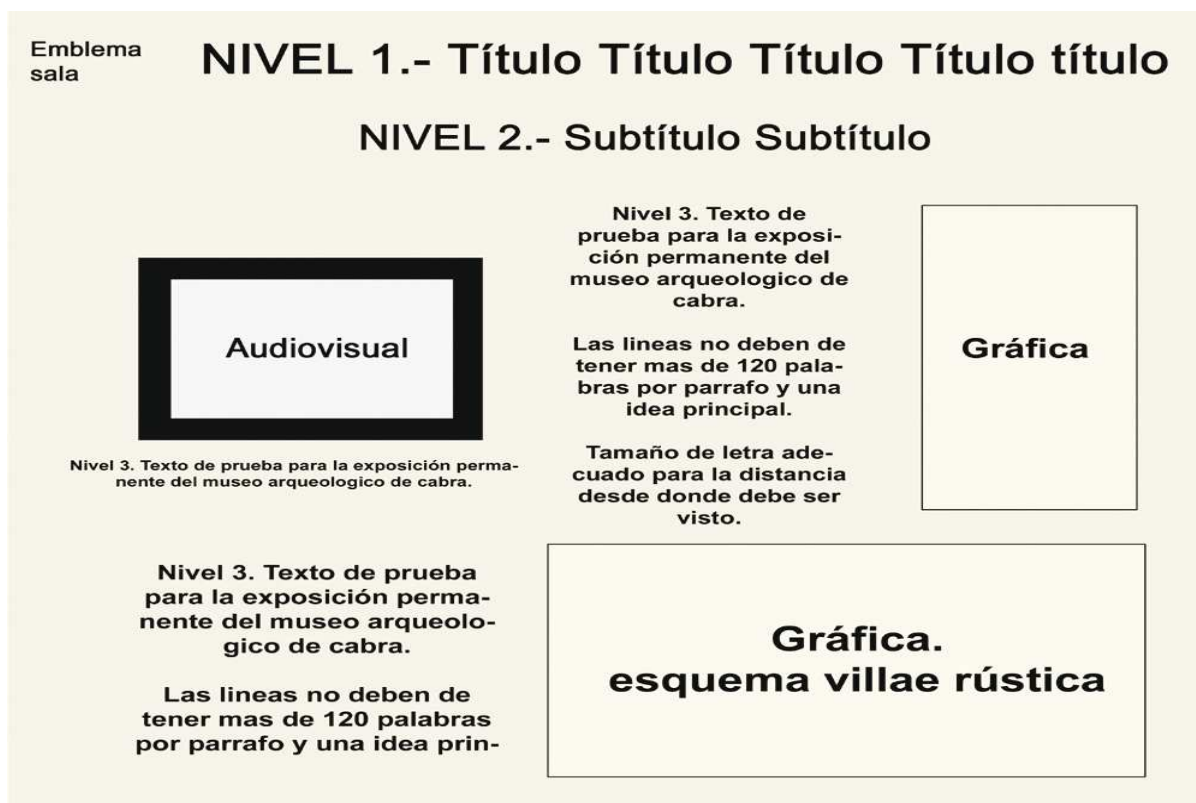 Emblema
sala
NIVEL 1.- Título Título Título Título título
NIVEL 2.- Subtítulo Subtítulo
Audiovisual
Nivel 3. Texto de prueba para la exposición perma-
nente del museo arqueologico de cabra.
Nivel 3. Texto de
prueba para la exposi-
ción permanente del
museo arqueologico de
cabra.
Las lineas no deben de
tener mas de 120 pala-
bras por parrafo y una
idea principal.
Tamaño de letra ade-
cuado para la distancia
desde donde debe ser
visto.
Gráfica
Nivel 3. Texto de prueba
para la exposición perma-
nente del museo arqueolo-
gico de cabra.
Las lineas no deben de
tener mas de 120 palabras
por parrafo y una idea prin-
Gráfica.
esquema villae rústica